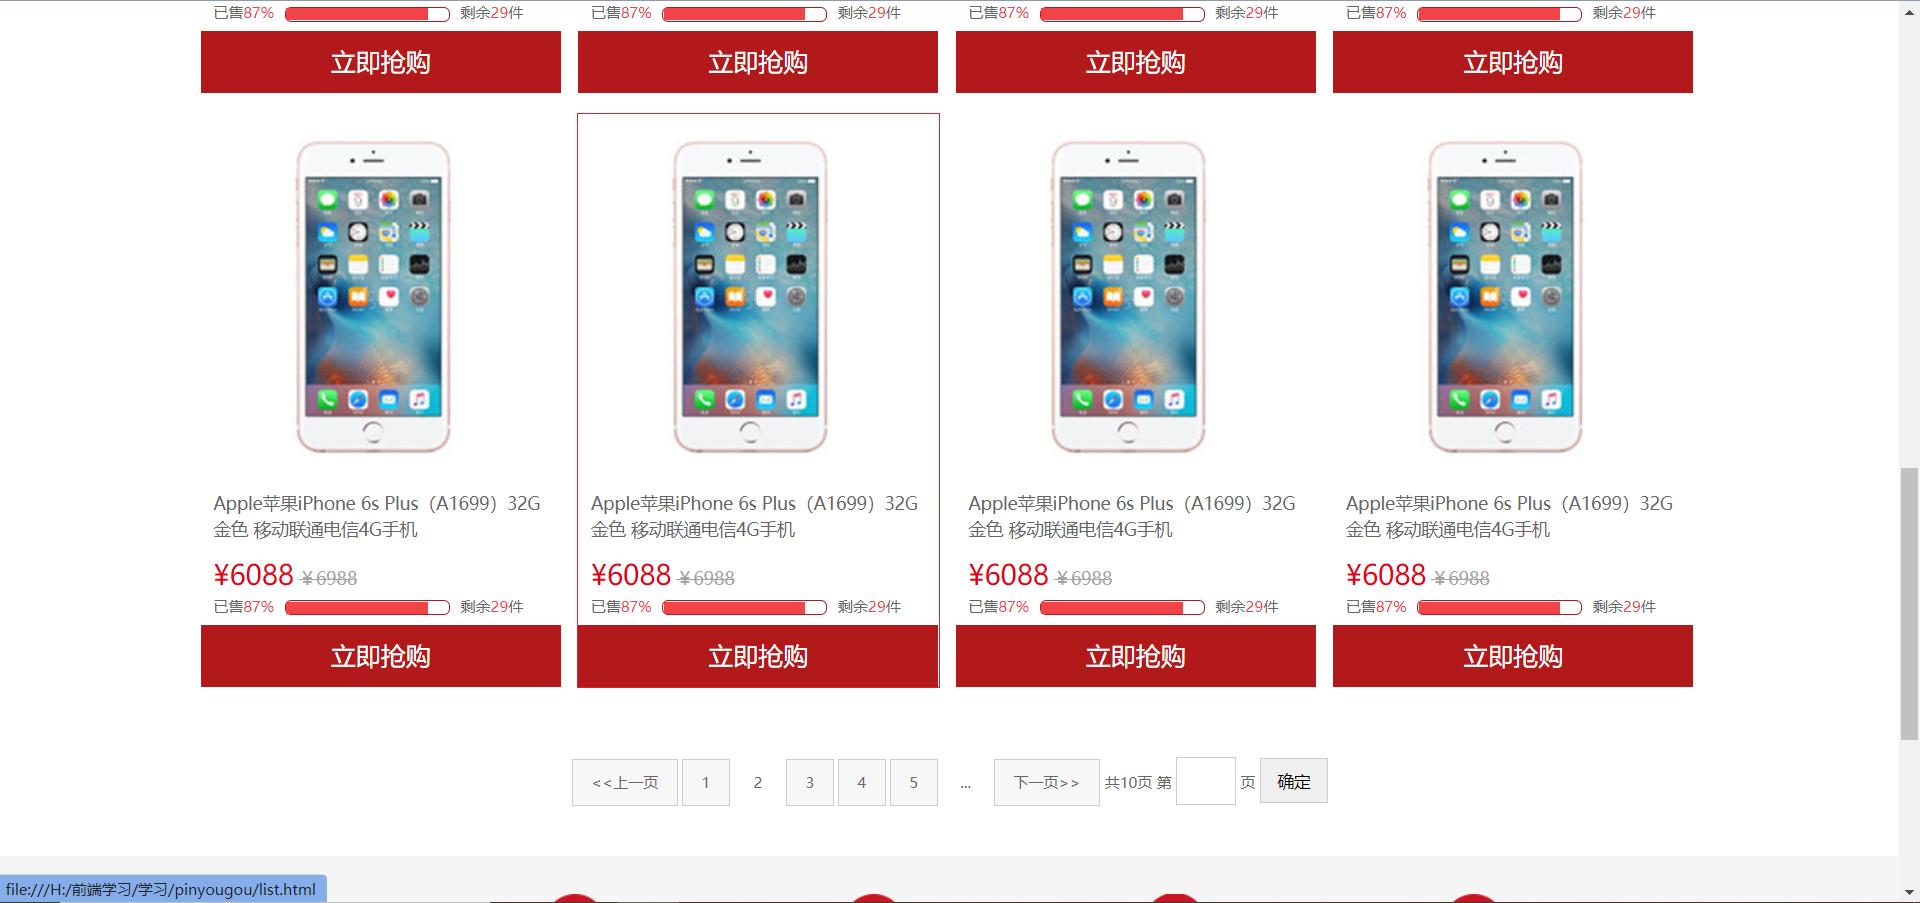 已售87% 剩余29件 已售87% 剩余29件 已售87% 剩余29件 已售87% 剩余29件
立即抢购 立即抢购 立即抢购 立即抢购
Apple苹果iPhone 6s Plus（A1699）32G
金色 移动联通电信4G手机
¥6088 ¥6988
已售87% 剩余29件
立即抢购
Apple苹果iPhone 6s Plus（A1699）32G
金色 移动联通电信4G手机
¥6088 ¥6988
已售87% 剩余29件
立即抢购
Apple苹果iPhone 6s Plus（A1699）32G
金色 移动联通电信4G手机
¥6088 ¥6988
已售87% 剩余29件
立即抢购
Apple苹果iPhone 6s Plus（A1699）32G
金色 移动联通电信4G手机
¥6088 ¥6988
已售87% 剩余29件
立即抢购
<<上一页 1 2 3 4 5 ... 下一页>> 共10页 第 页 确定
file:///H:/前端学习/学习/pinyougou/list.html